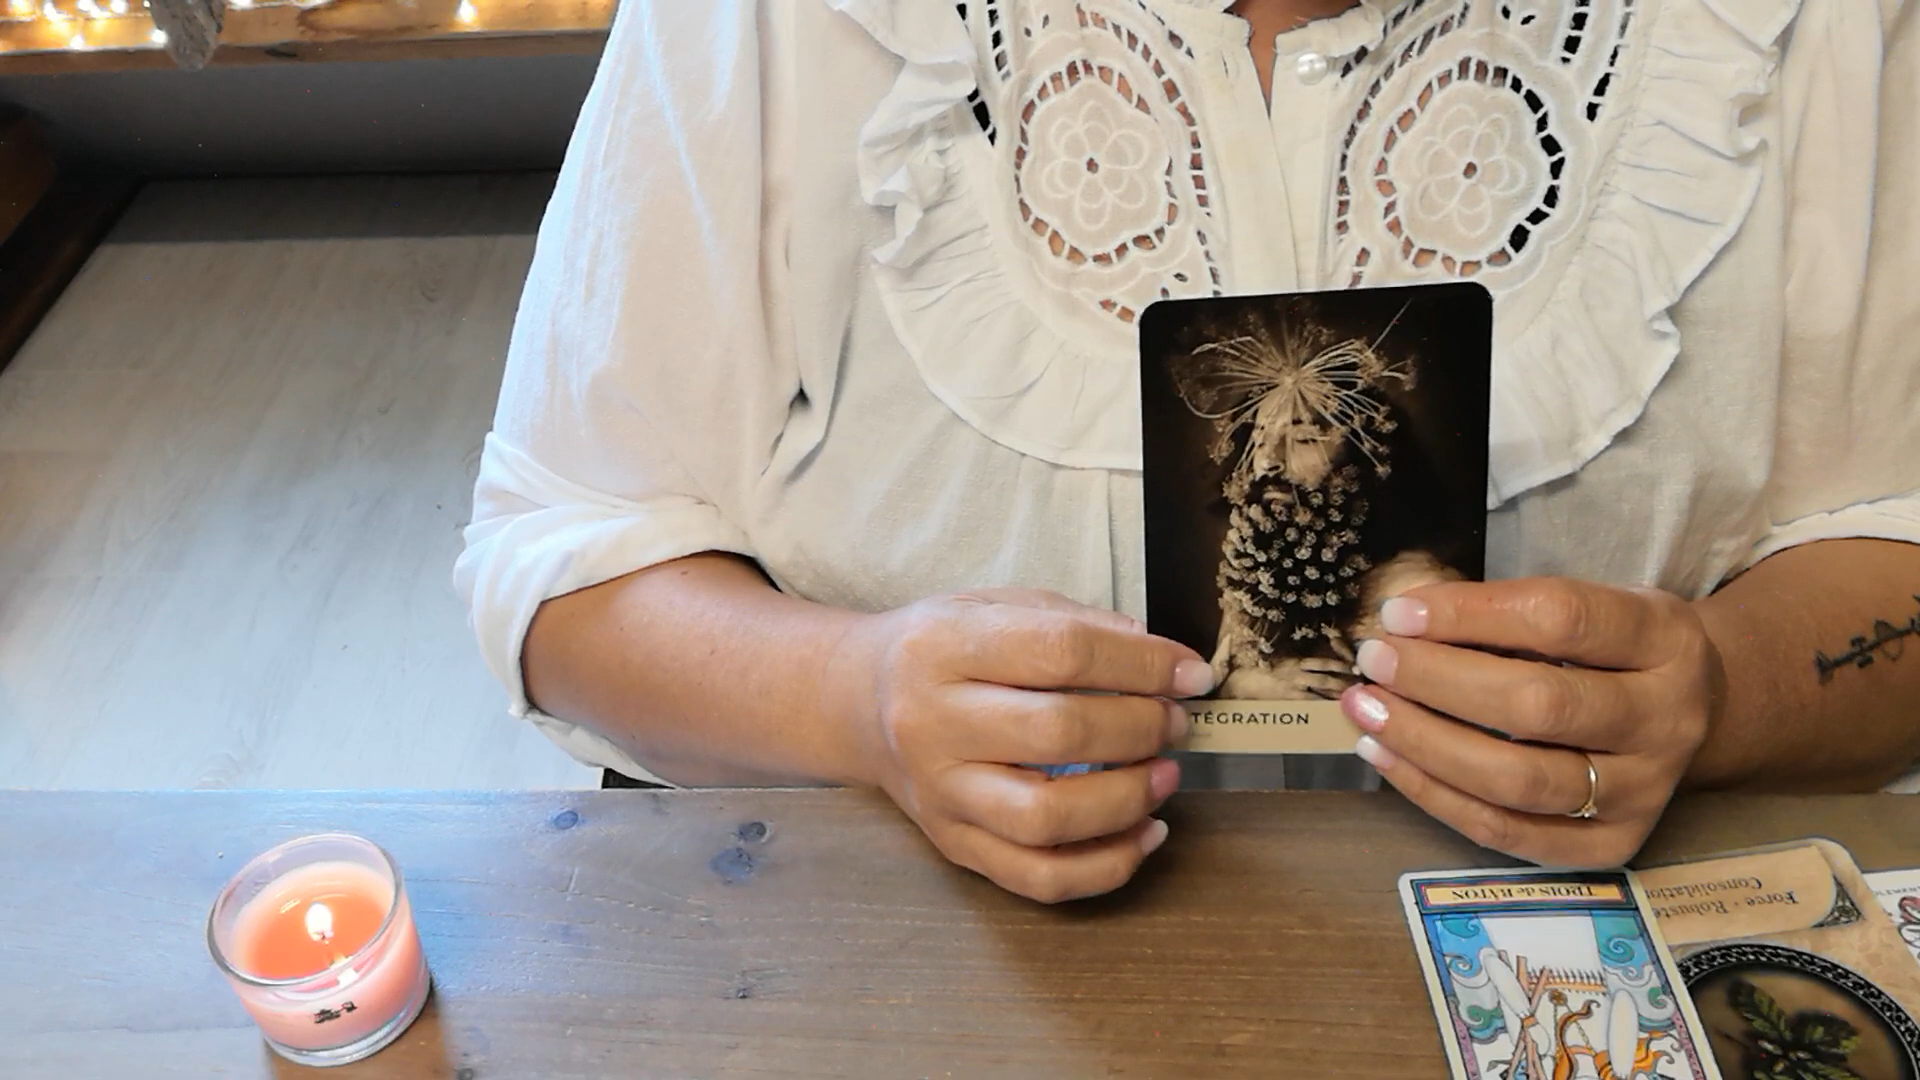 TÉGRATION
TROIS de BÂTON
Force - Robuste
Consolidation